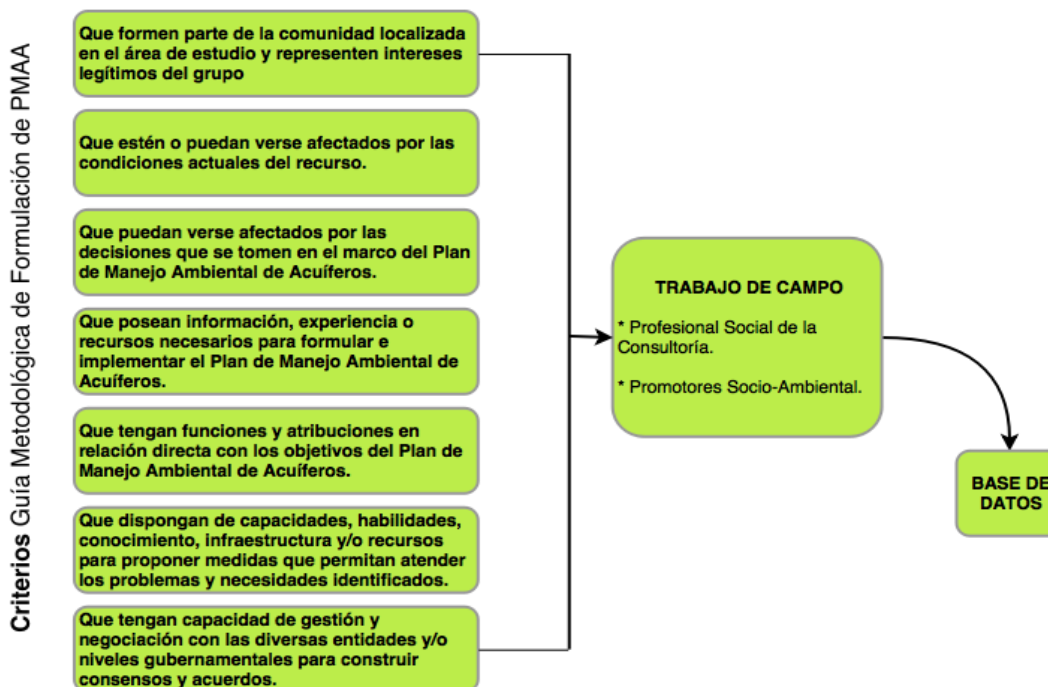 Criterios Guía Metodológica de Formulación de PMAA
Que formen parte de la comunidad localizada
en el área de estudio y representen intereses
legítimos del grupo
Que estén o puedan verse afectados por las
condiciones actuales del recurso.
Que puedan verse afectados por las
decisiones que se tomen en el marco del Plan
de Manejo Ambiental de Acuíferos.
Que posean información, experiencia o
recursos necesarios para formular e
implementar el Plan de Manejo Ambiental de
Acuíferos.
Que tengan funciones y atribuciones en
relación directa con los objetivos del Plan de
Manejo Ambiental de Acuíferos.
Que dispongan de capacidades, habilidades,
conocimiento, infraestructura y/o recursos
para proponer medidas que permitan atender
los problemas y necesidades identificados.
Que tengan capacidad de gestión y
negociación con las diversas entidades y/o
niveles gubernamentales para construir
consensos y acuerdos.
TRABAJO DE CAMPO
* Profesional Social de la
Consultoría.
* Promotores Socio-Ambiental.
BASE DE
DATOS